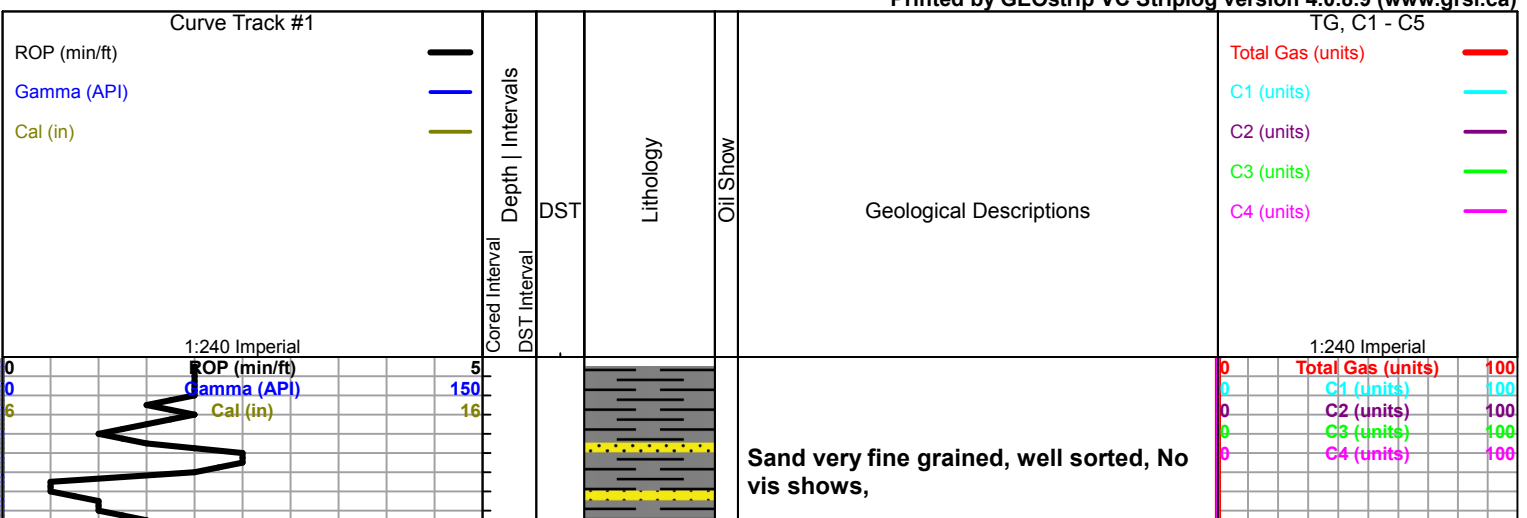 Printed by GEOstrip VC Striplog version 4.0.8.9 (www.grsi.ca)
Curve Track #1
ROP (min/ft)
Gamma (API)
Cal (in)
1:240 Imperial
Depth | Intervals
Cored Interval
DST Interval
DST
Lithology
Oil Show
Geological Descriptions
TG, C1 - C5
Total Gas (units)
C1 (units)
C2 (units)
C3 (units)
C4 (units)
1:240 Imperial
0 ROP (min/ft) 5
0 Gamma (API) 150
6 Cal (in) 16
0 Total Gas (units) 100
0 C1 (units) 100
0 C2 (units) 100
0 C3 (units) 100
0 C4 (units) 100
Sand very fine grained, well sorted, No
vis shows,